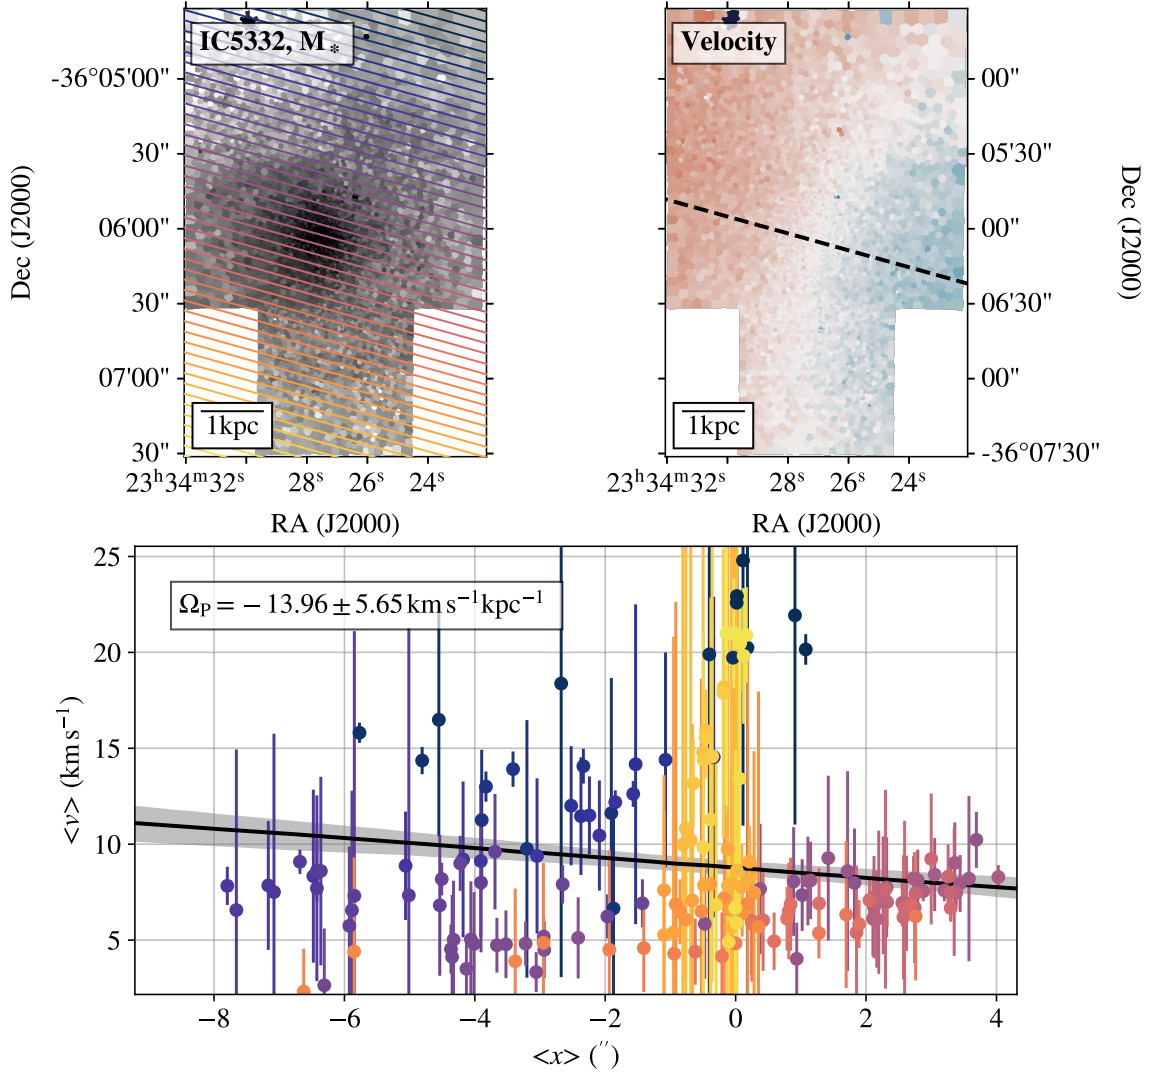 IC5332, M*
Velocity
-36°05'00"
30"
06'00"
30"
07'00"
30"
Dec (J2000)
1kpc
23ʰ34ᵐ32ˢ 28ˢ 26ˢ 24ˢ
RA (J2000)
00"
05'30"
00"
06'30"
00"
-36°07'30"
Dec (J2000)
1kpc
23ʰ34ᵐ32ˢ 28ˢ 26ˢ 24ˢ
RA (J2000)
Ω_P = −13.96 ± 5.65 km s⁻¹kpc⁻¹
25
20
15
10
5
<v> (km s⁻¹)
−8 −6 −4 −2 0 2 4
<x> (′′)